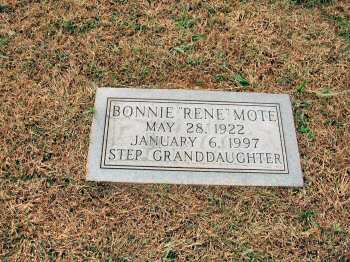 BONNIE "RENE" MOTE
MAY 28, 1922
JANUARY 6, 1997
STEP GRANDDAUGHTER